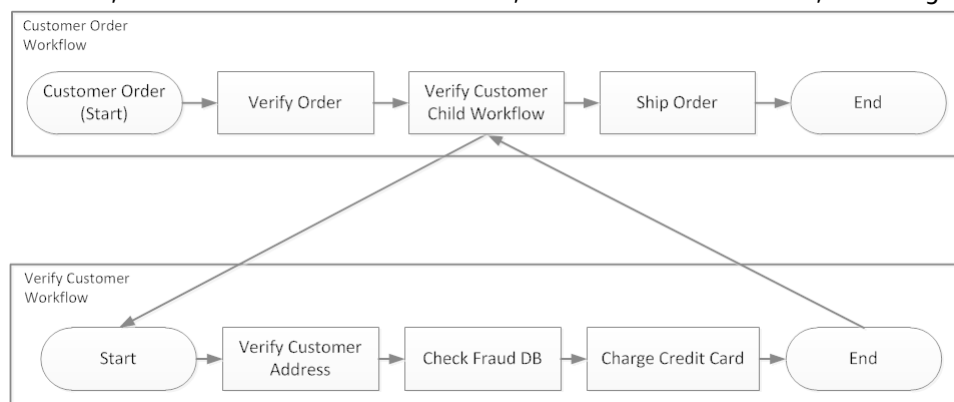 Customer Order
Workflow
Customer Order
(Start)
Verify Order
Verify Customer
Child Workflow
Ship Order
End
Verify Customer
Workflow
Start
Verify Customer
Address
Check Fraud DB
Charge Credit Card
End